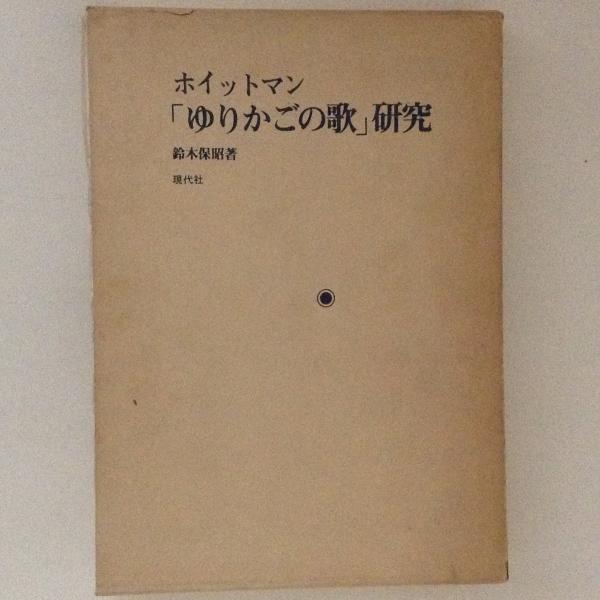 ホイットマン
「ゆりかごの歌」研究
鈴木保昭著
現代社